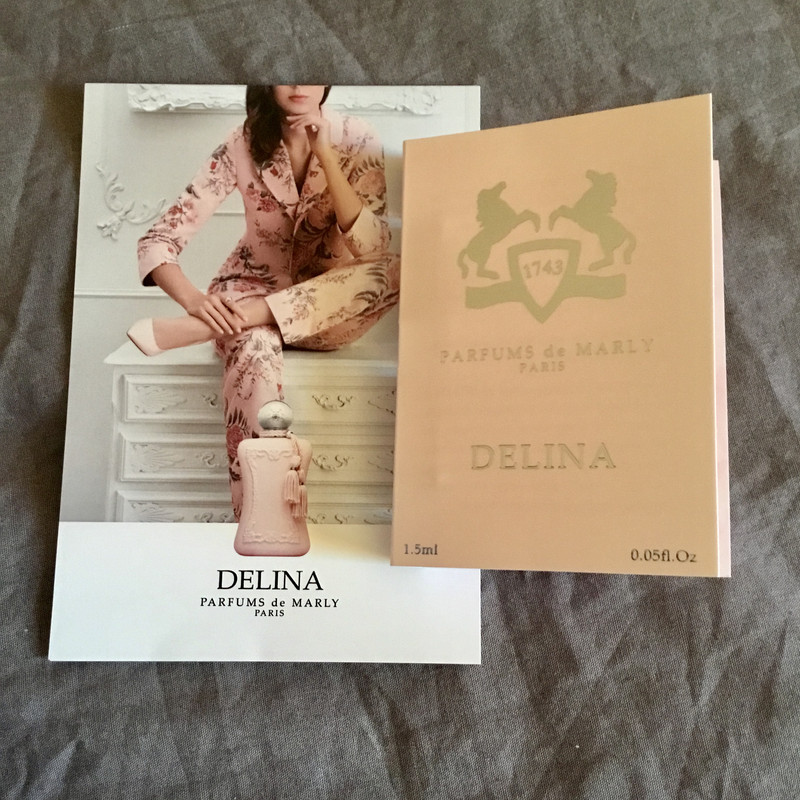 DELINA
PARFUMS de MARLY
PARIS
1743
PARFUMS de MARLY
PARIS
DELINA
1.5ml
0.05fl.Oz